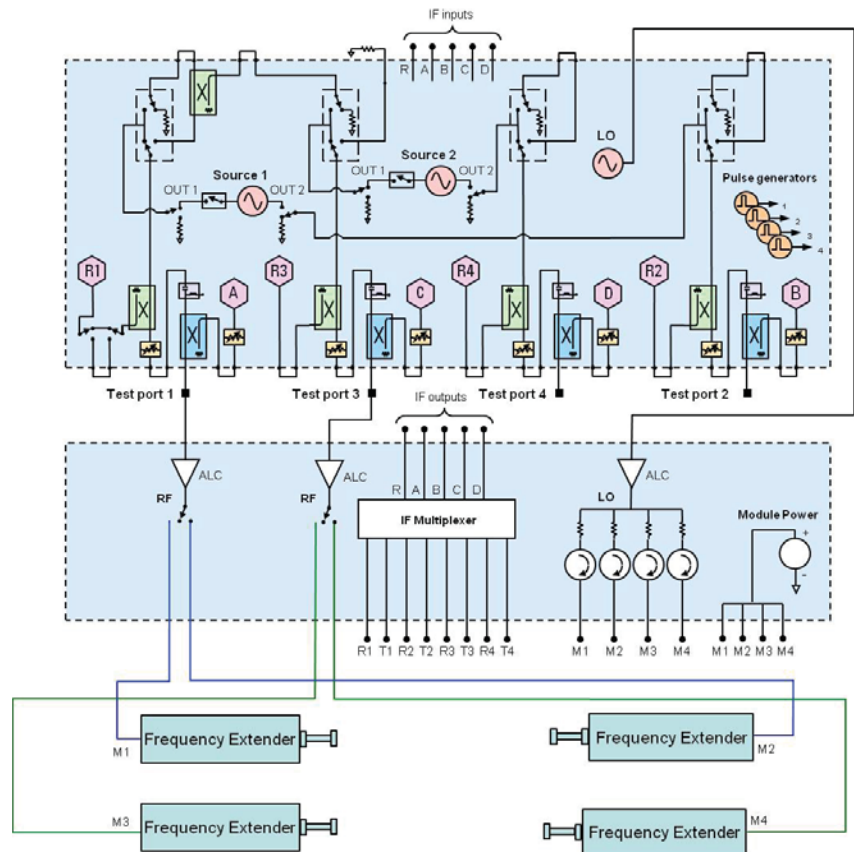 IF inputs
R A B C D
LO
Source 1
Source 2
OUT 1
OUT 2
OUT 1
OUT 2
Pulse generators
1
2
3
4
R1
A
R3
C
R4
D
R2
B
Test port 1
Test port 3
Test port 4
Test port 2
IF outputs
ALC
ALC
ALC
RF
RF
R A B C D
LO
IF Multiplexer
Module Power
+
-
R1 T1 R2 T2 R3 T3 R4 T4
M1 M2 M3 M4
M1 M2 M3 M4
Frequency Extender
M1
Frequency Extender
M2
M3
Frequency Extender
M4
Frequency Extender